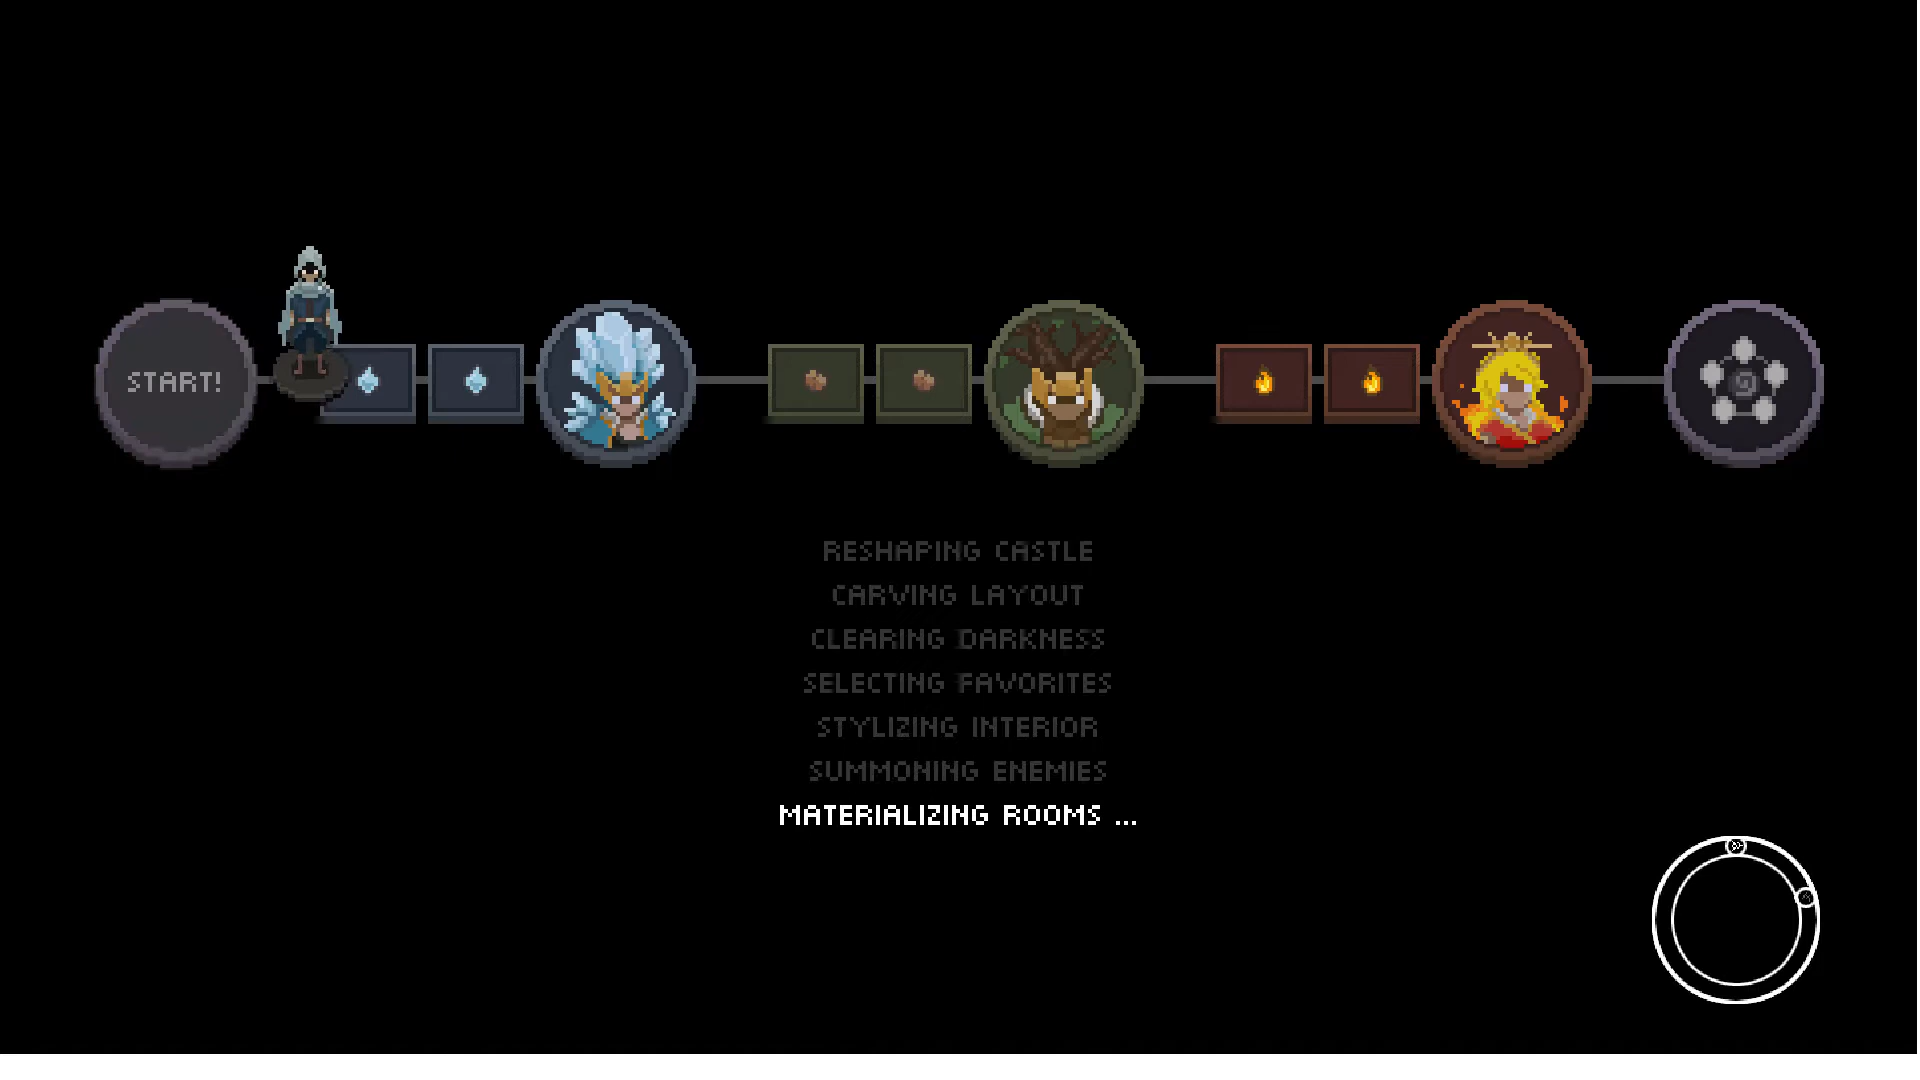 START!
RESHAPING CASTLE
CARVING LAYOUT
CLEARING DARKNESS
SELECTING FAVORITES
STYLIZING INTERIOR
SUMMONING ENEMIES
MATERIALIZING ROOMS ...